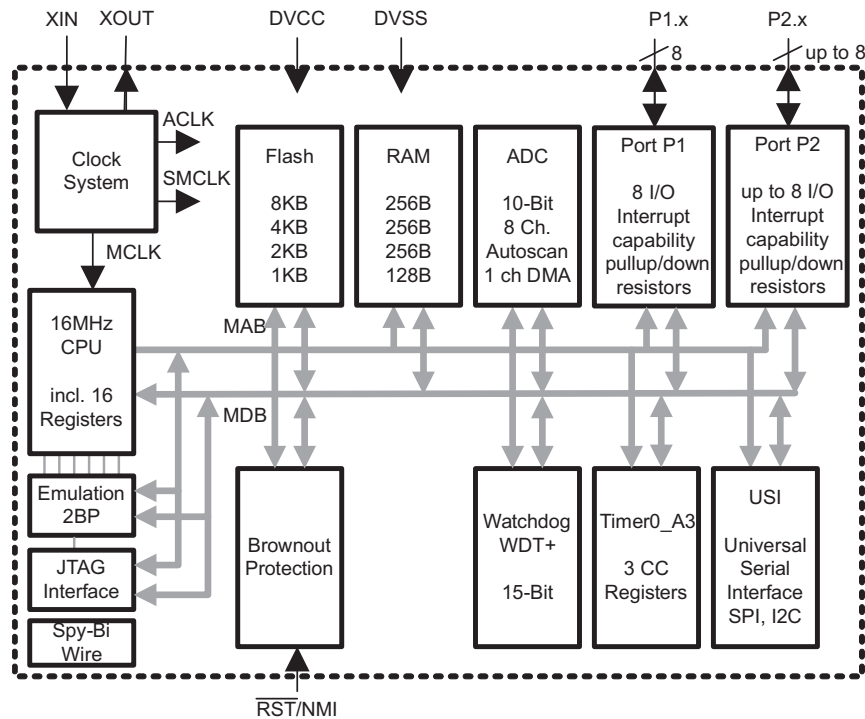 XIN XOUT DVCC DVSS P1.x P2.x
8 up to 8
Clock
System
ACLK
SMCLK
MCLK
Flash
8KB
4KB
2KB
1KB
RAM
256B
256B
256B
128B
ADC
10-Bit
8 Ch.
Autoscan
1 ch DMA
Port P1
8 I/O
Interrupt
capability
pullup/down
resistors
Port P2
up to 8 I/O
Interrupt
capability
pullup/down
resistors
16MHz
CPU
incl. 16
Registers
MAB
MDB
Emulation
2BP
JTAG
Interface
Spy-Bi
Wire
Brownout
Protection
Watchdog
WDT+
15-Bit
Timer0_A3
3 CC
Registers
USI
Universal
Serial
Interface
SPI, I2C
RST/NMI